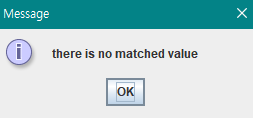 Message
there is no matched value
OK